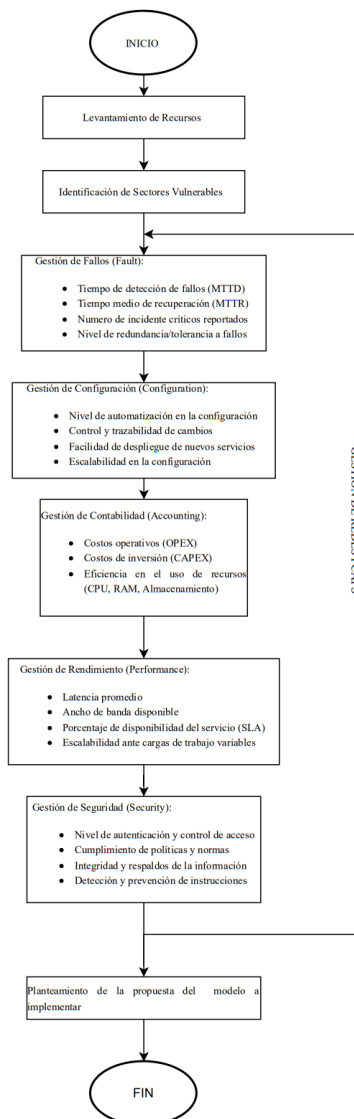 INICIO
Levantamiento de Recursos
Identificación de Sectores Vulnerables
Gestión de Fallos (Fault):
● Tiempo de detección de fallos (MTTD)
● Tiempo medio de recuperación (MTTR)
● Numero de incidente críticos reportados
● Nivel de redundancia/tolerancia a fallos
Gestión de Configuración (Configuration):
● Nivel de automatización en la configuración
● Control y trazabilidad de cambios
● Facilidad de despliegue de nuevos servicios
● Escalabilidad en la configuración
Gestión de Contabilidad (Accounting):
● Costos operativos (OPEX)
● Costos de inversión (CAPEX)
● Eficiencia en el uso de recursos
(CPU, RAM, Almacenamiento)
Gestión de Rendimiento (Performance):
● Latencia promedio
● Ancho de banda disponible
● Porcentaje de disponibilidad del servicio (SLA)
● Escalabilidad ante cargas de trabajo variables
Gestión de Seguridad (Security):
● Nivel de autenticación y control de acceso
● Cumplimiento de políticas y normas
● Integridad y respaldos de la información
● Detección y prevención de instrucciones
Planteamiento de la propuesta del modelo a
implementar
FIN